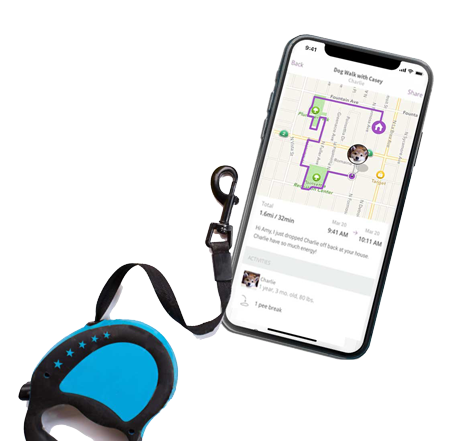 9:41
Back
Dog Walk with Casey
Charlie
Share
Fountain Ave
Total
1.6mi / 32min
Mar 20
9:41 AM
Mar 20
10:11 AM
Hi Amy, I just dropped Charlie off back at your house.
Charlie have so much energy!
Charlie
1 year, 3 mo. old, 80 lbs.
1 pee break